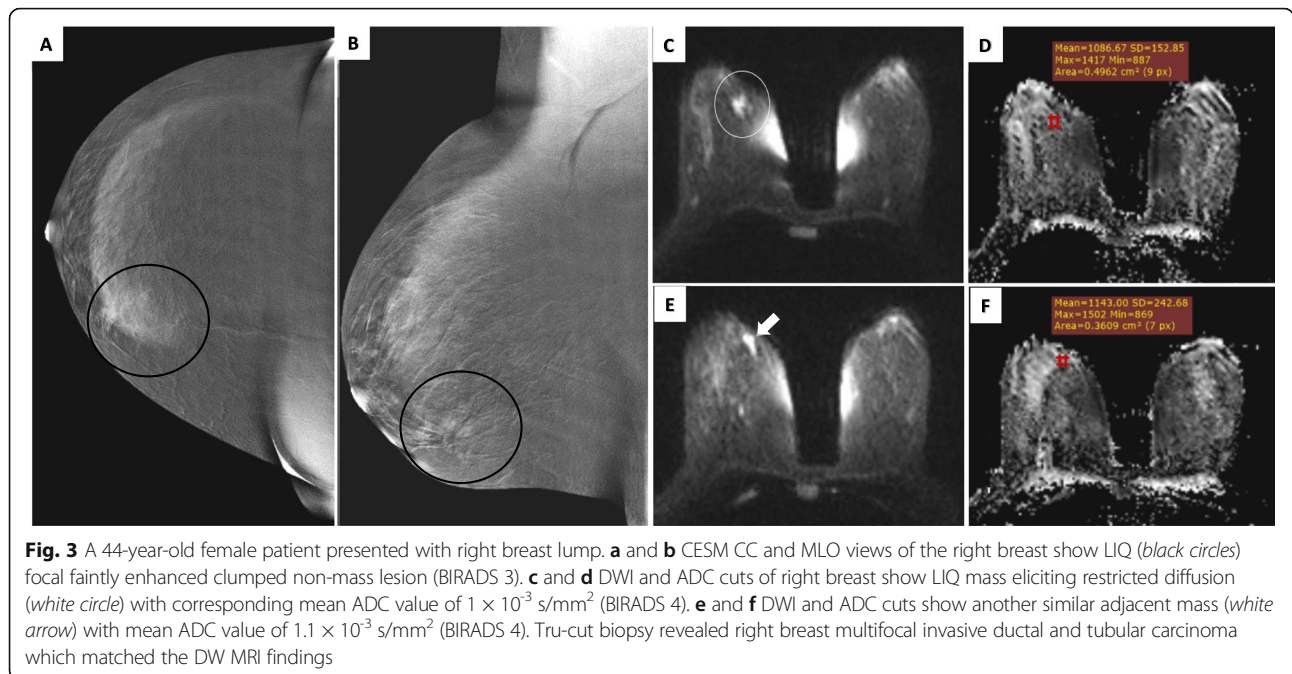 A
B
C
D
Mean=1086.67 SD=152.85
Max=1417 Min=887
Area=0.4962 cm² (9 px)
E
F
Mean=1143.00 SD=242.68
Max=1502 Min=869
Area=0.3609 cm² (7 px)
Fig. 3 A 44-year-old female patient presented with right breast lump. a and b CESM CC and MLO views of the right breast show LIQ (black circles)
focal faintly enhanced clumped non-mass lesion (BIRADS 3). c and d DWI and ADC cuts of right breast show LIQ mass eliciting restricted diffusion
(white circle) with corresponding mean ADC value of 1 × 10⁻³ s/mm² (BIRADS 4). e and f DWI and ADC cuts show another similar adjacent mass (white
arrow) with mean ADC value of 1.1 × 10⁻³ s/mm² (BIRADS 4). Tru-cut biopsy revealed right breast multifocal invasive ductal and tubular carcinoma
which matched the DW MRI findings